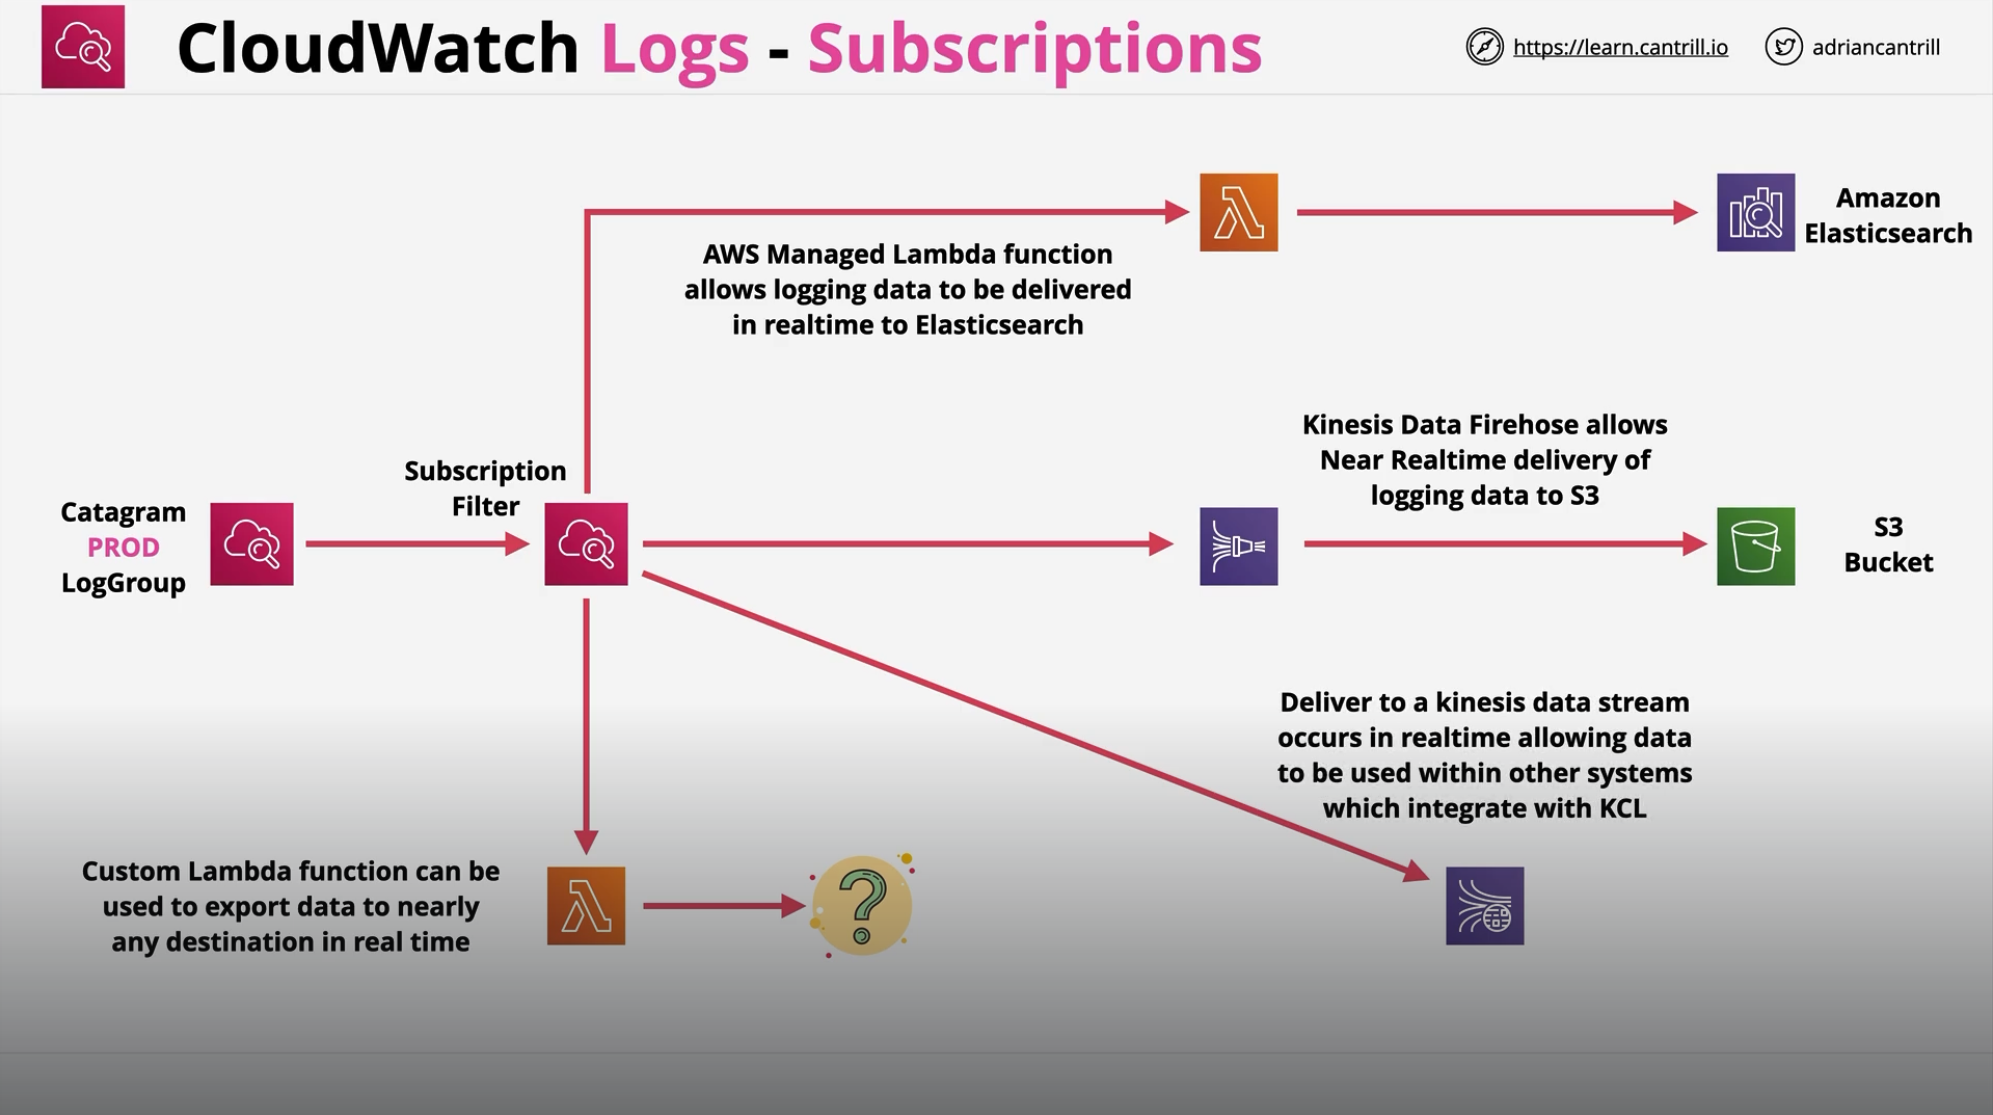 CloudWatch Logs - Subscriptions
https://learn.cantrill.io
adriancantrill
AWS Managed Lambda function
allows logging data to be delivered
in realtime to Elasticsearch
Amazon
Elasticsearch
Subscription
Filter
Catagram
PROD
LogGroup
Kinesis Data Firehose allows
Near Realtime delivery of
logging data to S3
S3
Bucket
Deliver to a kinesis data stream
occurs in realtime allowing data
to be used within other systems
which integrate with KCL
Custom Lambda function can be
used to export data to nearly
any destination in real time
?